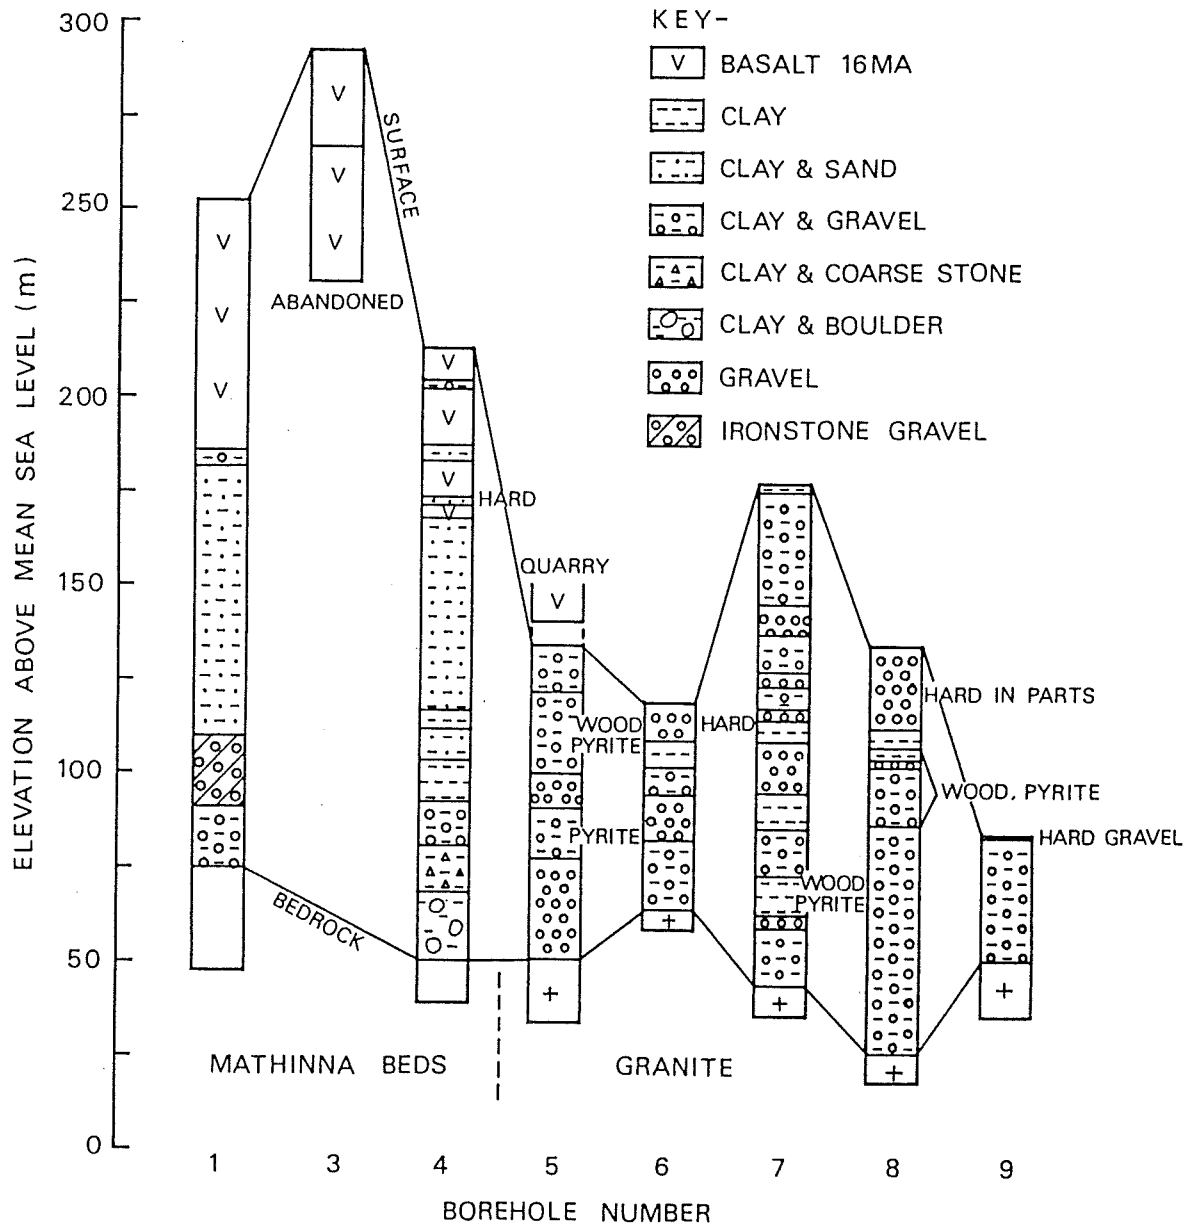 KEY-
V BASALT 16MA
CLAY
CLAY & SAND
CLAY & GRAVEL
CLAY & COARSE STONE
CLAY & BOULDER
GRAVEL
IRONSTONE GRAVEL
ELEVATION ABOVE MEAN SEA LEVEL (m)
300
250
200
150
100
50
0
V
V
V
V
V
V
ABANDONED
SURFACE
V
V
V
V
HARD
QUARRY
V
WOOD
PYRITE
PYRITE
HARD
WOOD
PYRITE
HARD IN PARTS
WOOD, PYRITE
HARD GRAVEL
BEDROCK
+
+
+
+
+
MATHINNA BEDS
GRANITE
1 3 4 5 6 7 8 9
BOREHOLE NUMBER